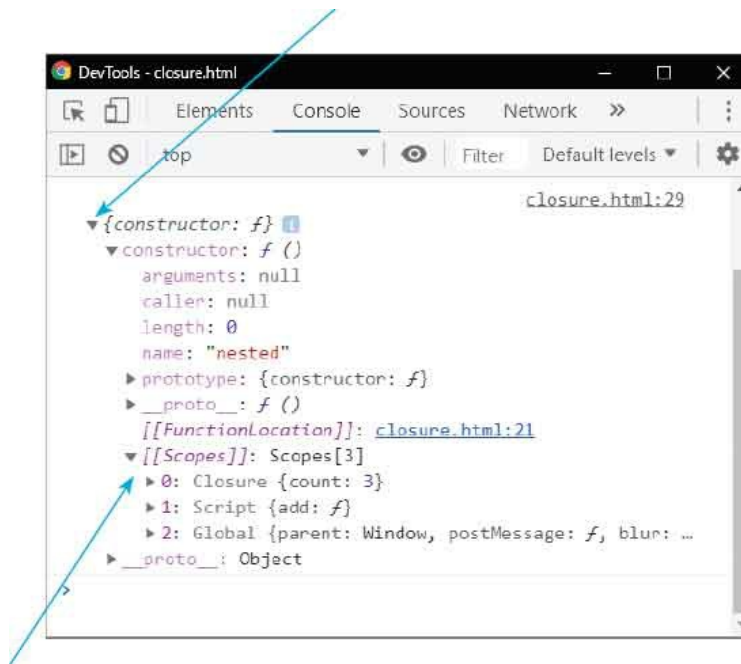 DevTools - closure.html
Elements Console Sources Network »
top Filter Default levels ▼
closure.html:29
▼{constructor: ƒ} i
▼constructor: ƒ ()
arguments: null
caller: null
length: 0
name: "nested"
▶prototype: {constructor: ƒ}
▶__proto__: ƒ ()
[[FunctionLocation]]: closure.html:21
▼[[Scopes]]: Scopes[3]
▶0: Closure {count: 3}
▶1: Script {add: ƒ}
▶2: Global {parent: Window, postMessage: ƒ, blur: …
▶__proto__: Object
>